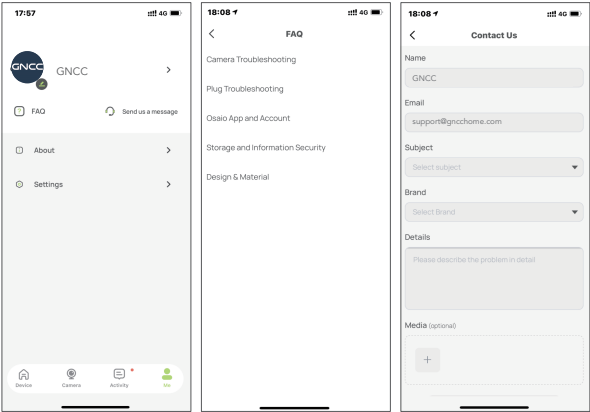 17:57
4G
GNCC
GNCC
FAQ
Send us a message
About
Settings
Device
Camera
Activity
Me
18:08
4G
FAQ
Camera Troubleshooting
Plug Troubleshooting
Osaio App and Account
Storage and Information Security
Design & Material
18:08
4G
Contact Us
Name
GNCC
Email
support@gncchome.com
Subject
Select subject
Brand
Select Brand
Details
Please describe the problem in detail
Media (optional)